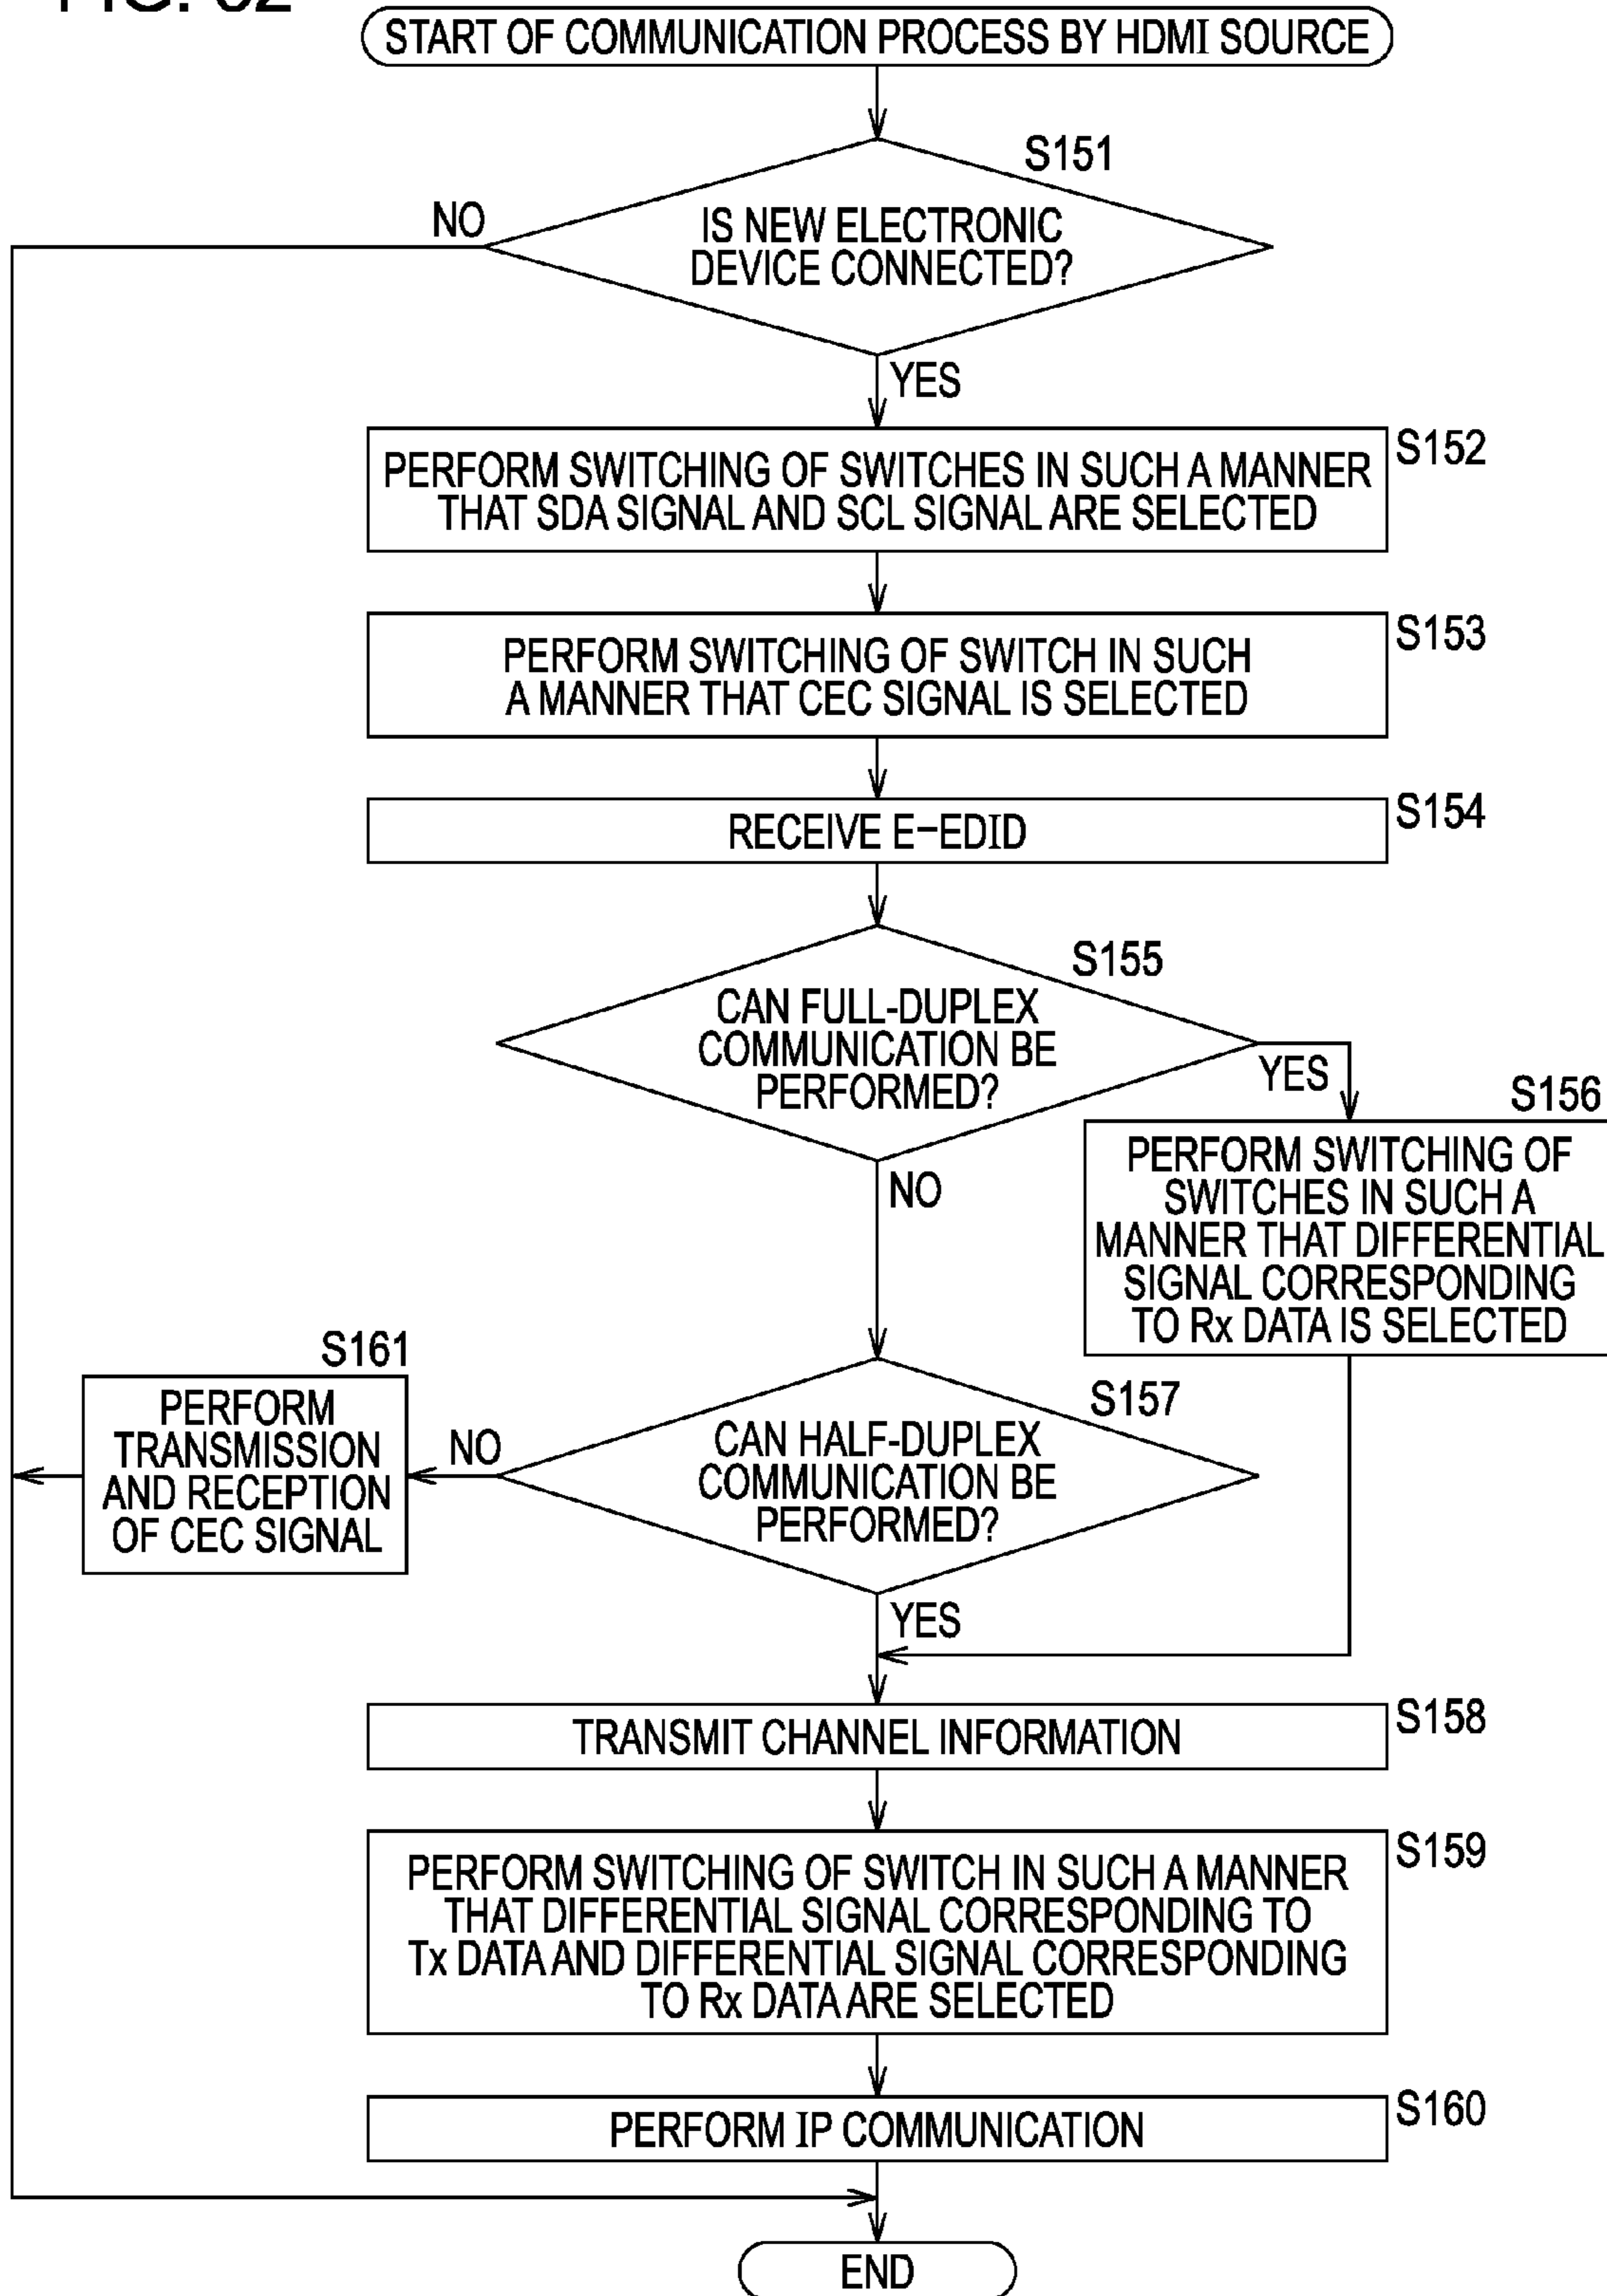 START OF COMMUNICATION PROCESS BY HDMI SOURCE
S151
NO
IS NEW ELECTRONIC
DEVICE CONNECTED?
YES
S152
PERFORM SWITCHING OF SWITCHES IN SUCH A MANNER
THAT SDA SIGNAL AND SCL SIGNAL ARE SELECTED
S153
PERFORM SWITCHING OF SWITCH IN SUCH
A MANNER THAT CEC SIGNAL IS SELECTED
S154
RECEIVE E-EDID
S155
CAN FULL-DUPLEX
COMMUNICATION BE
PERFORMED?
YES
NO
S156
PERFORM SWITCHING OF
SWITCHES IN SUCH A
MANNER THAT DIFFERENTIAL
SIGNAL CORRESPONDING
TO Rx DATA IS SELECTED
S161
PERFORM
TRANSMISSION
AND RECEPTION
OF CEC SIGNAL
NO
S157
CAN HALF-DUPLEX
COMMUNICATION BE
PERFORMED?
YES
S158
TRANSMIT CHANNEL INFORMATION
S159
PERFORM SWITCHING OF SWITCH IN SUCH A MANNER
THAT DIFFERENTIAL SIGNAL CORRESPONDING TO
Tx DATA AND DIFFERENTIAL SIGNAL CORRESPONDING
TO Rx DATA ARE SELECTED
S160
PERFORM IP COMMUNICATION
END